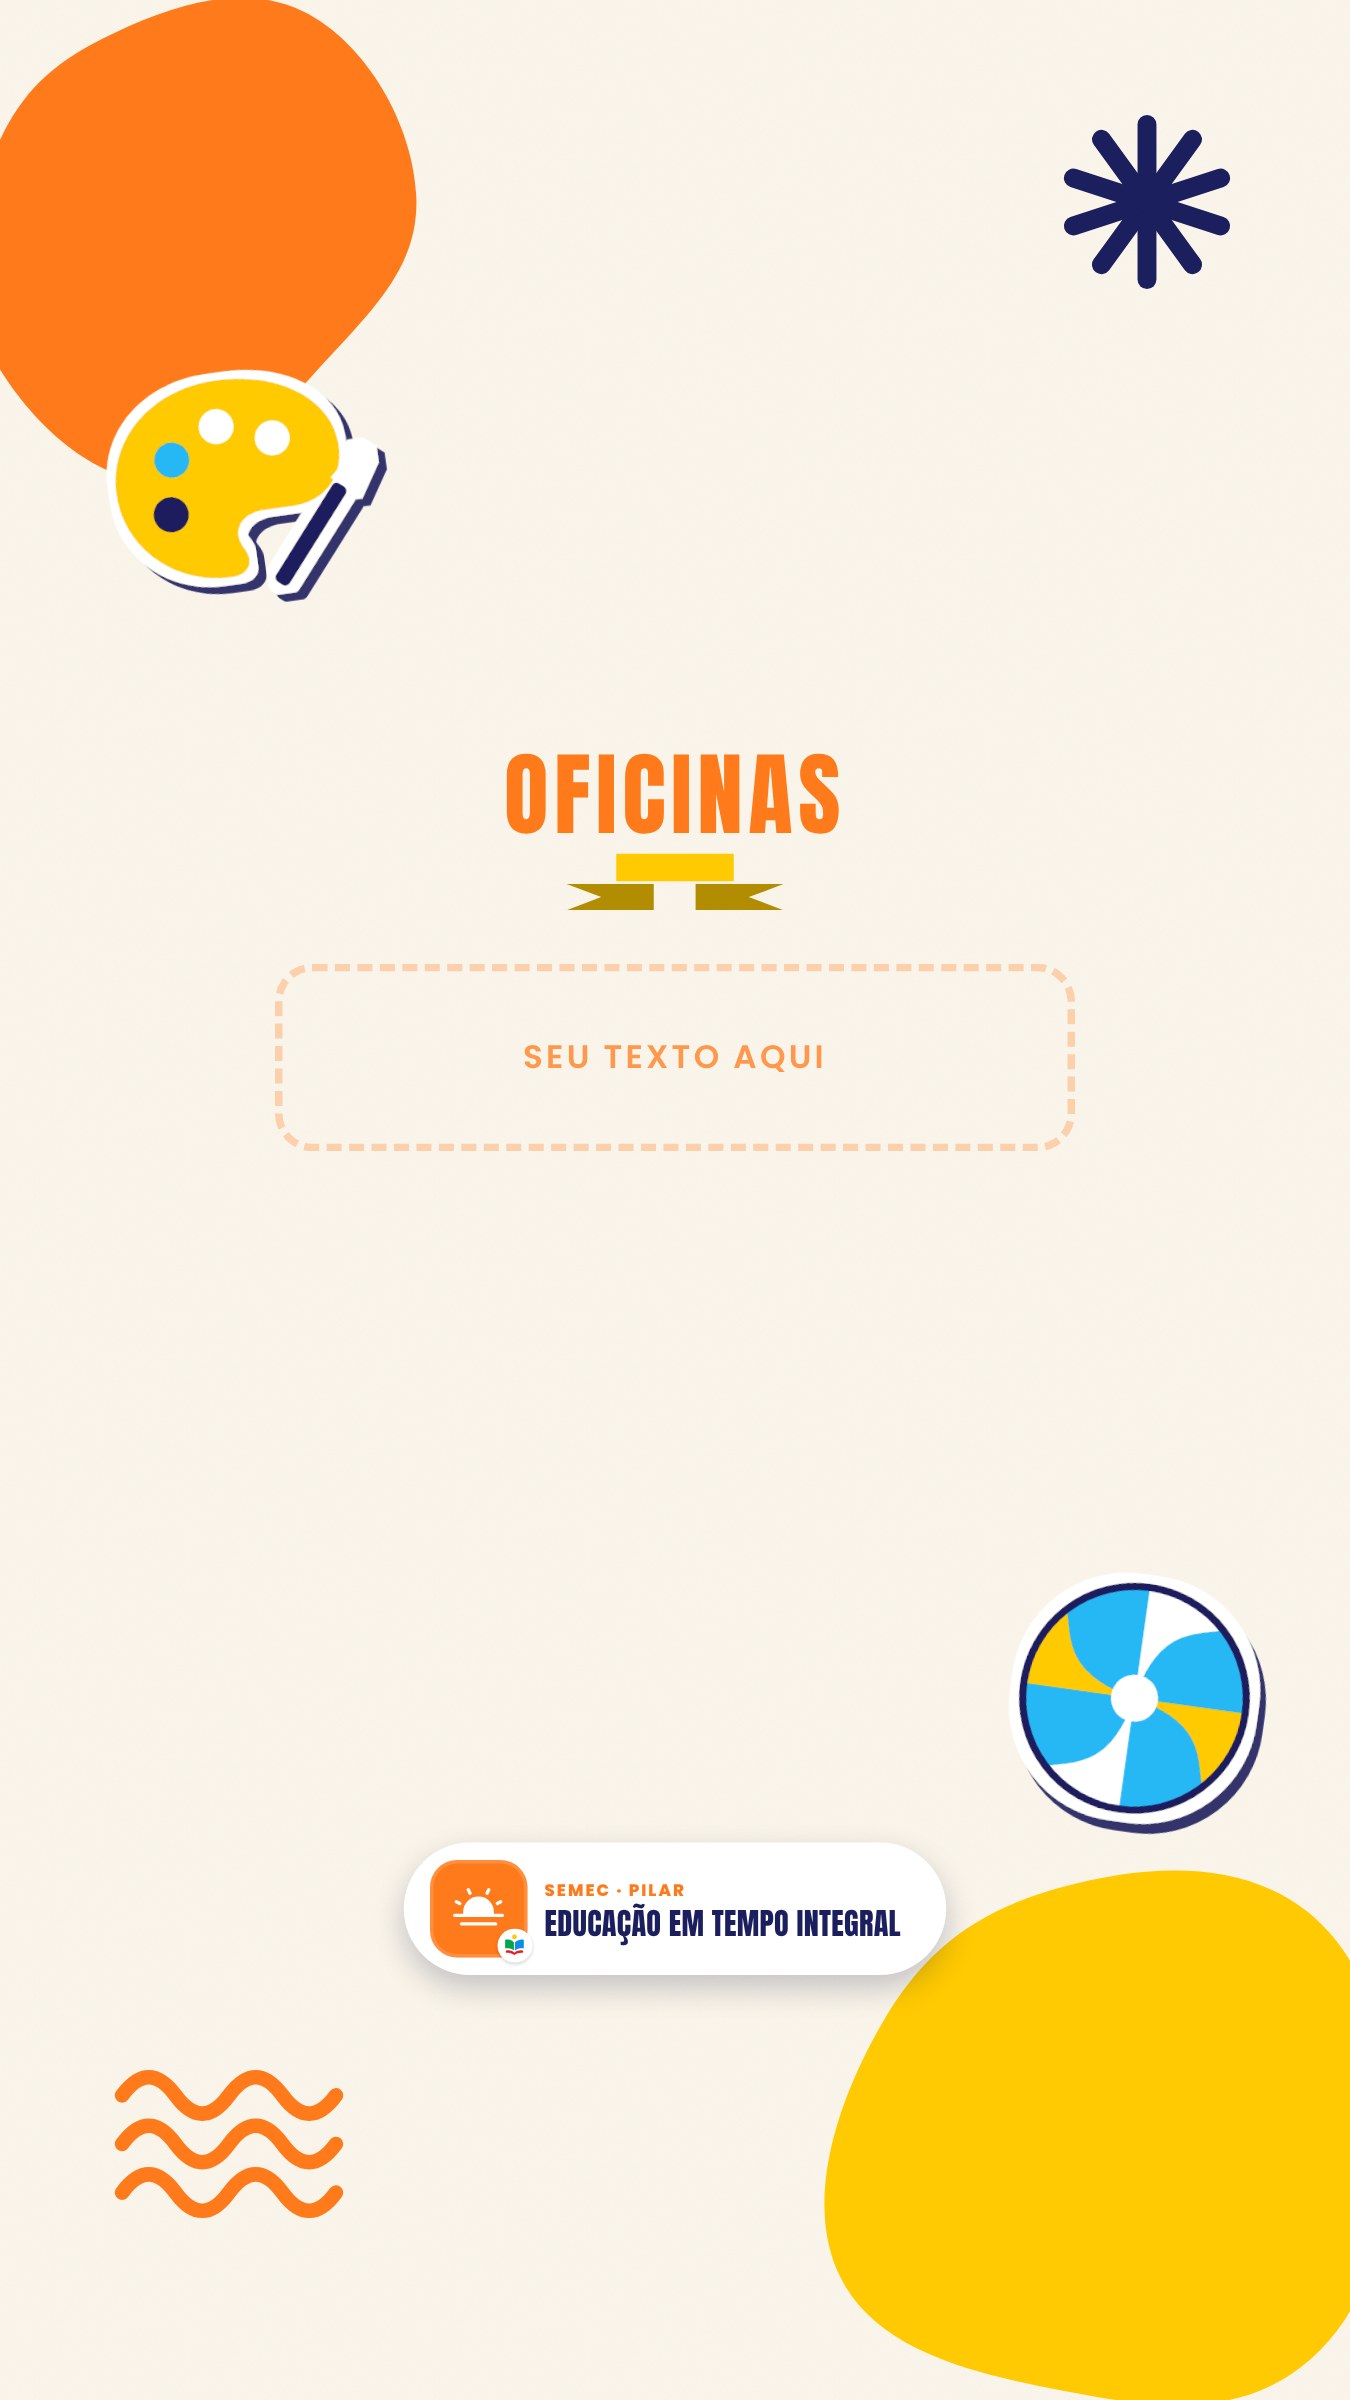 OFICINAS
SEU TEXTO AQUI
SEMEC · PILAR
EDUCAÇÃO EM TEMPO INTEGRAL